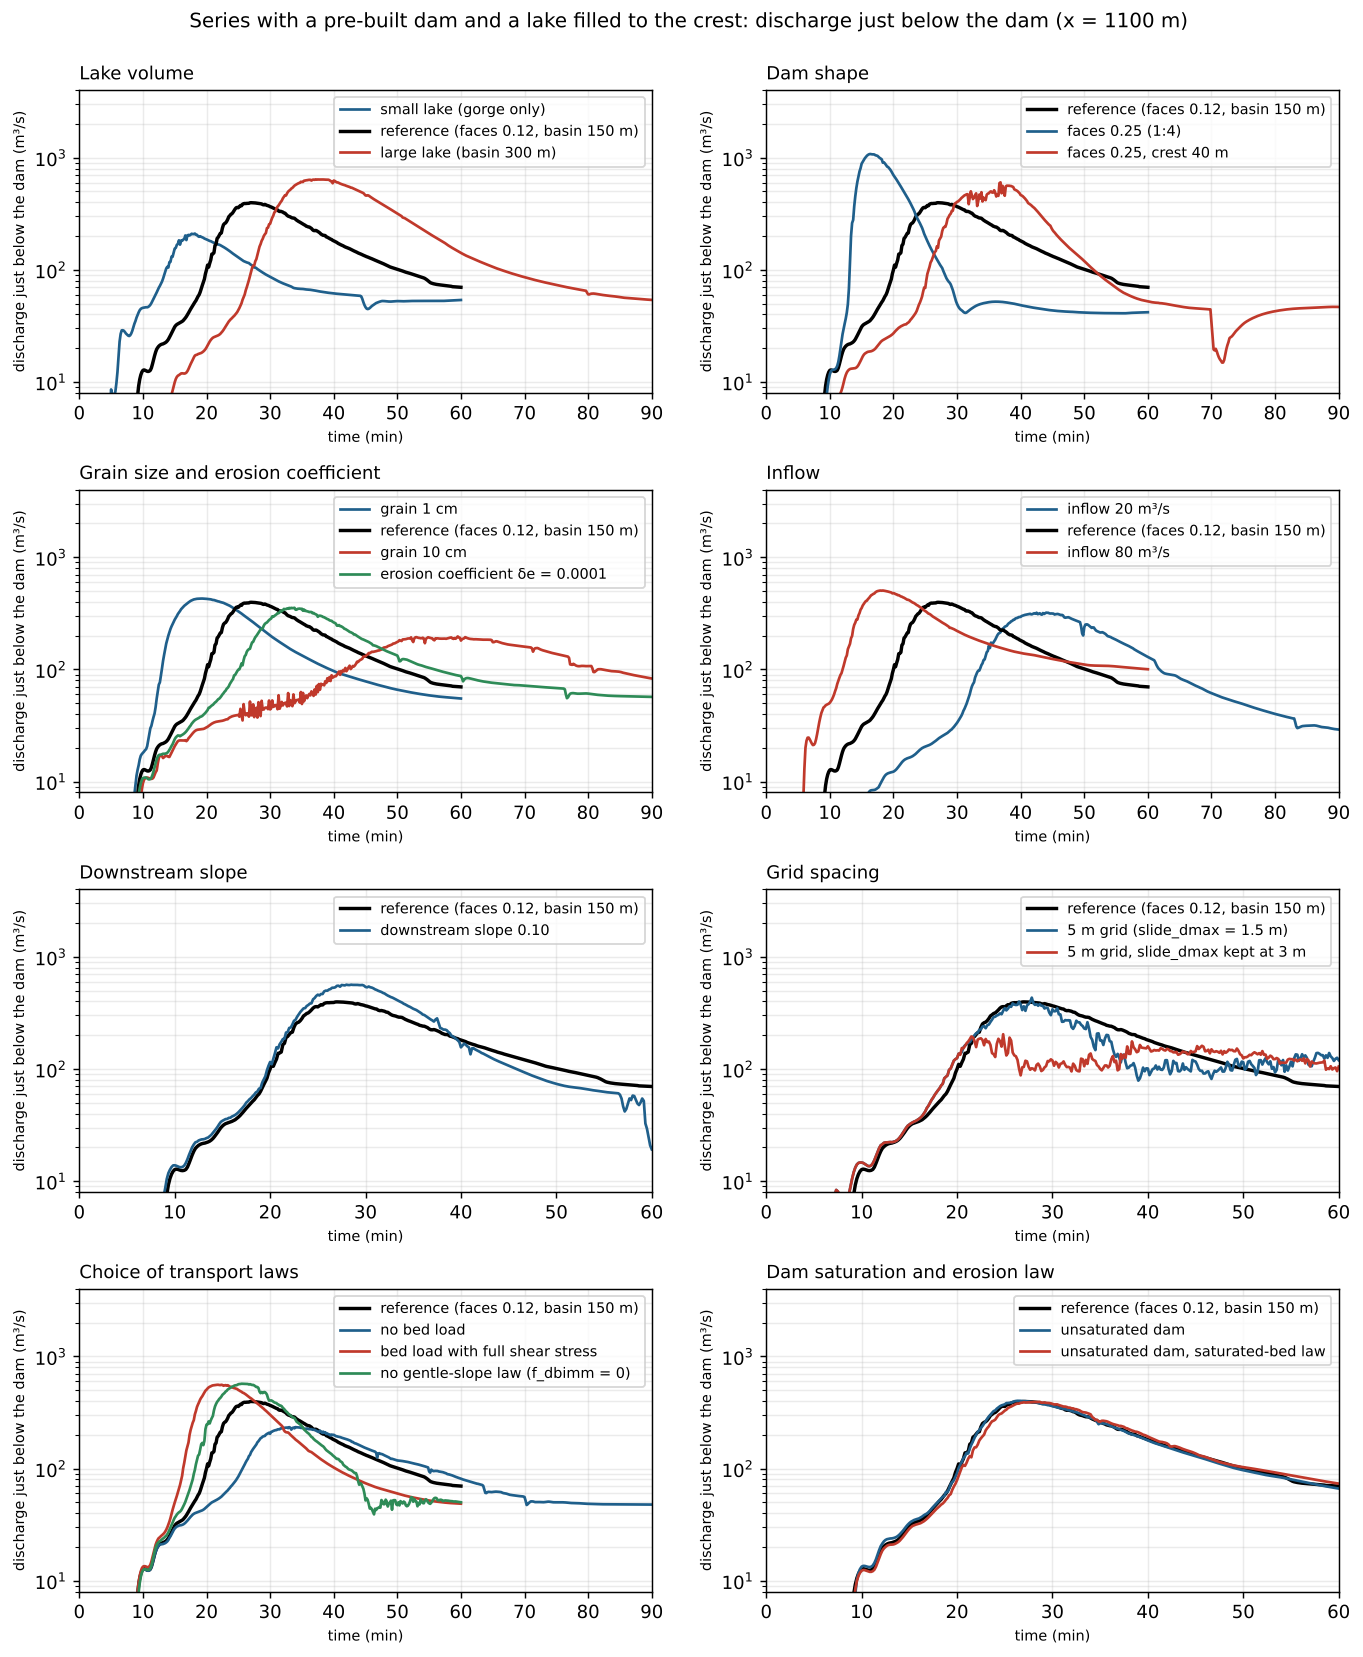 Series with a pre-built dam and a lake filled to the crest: discharge just below the dam (x = 1100 m)
Lake volume
discharge just below the dam (m³/s)
10³
10²
10¹
small lake (gorge only)
reference (faces 0.12, basin 150 m)
large lake (basin 300 m)
0 10 20 30 40 50 60 70 80 90
time (min)
Dam shape
discharge just below the dam (m³/s)
10³
10²
10¹
reference (faces 0.12, basin 150 m)
faces 0.25 (1:4)
faces 0.25, crest 40 m
0 10 20 30 40 50 60 70 80 90
time (min)
Grain size and erosion coefficient
discharge just below the dam (m³/s)
10³
10²
10¹
grain 1 cm
reference (faces 0.12, basin 150 m)
grain 10 cm
erosion coefficient δe = 0.0001
0 10 20 30 40 50 60 70 80 90
time (min)
Inflow
discharge just below the dam (m³/s)
10³
10²
10¹
inflow 20 m³/s
reference (faces 0.12, basin 150 m)
inflow 80 m³/s
0 10 20 30 40 50 60 70 80 90
time (min)
Downstream slope
discharge just below the dam (m³/s)
10³
10²
10¹
reference (faces 0.12, basin 150 m)
downstream slope 0.10
0 10 20 30 40 50 60
time (min)
Grid spacing
discharge just below the dam (m³/s)
10³
10²
10¹
reference (faces 0.12, basin 150 m)
5 m grid (slide_dmax = 1.5 m)
5 m grid, slide_dmax kept at 3 m
0 10 20 30 40 50 60
time (min)
Choice of transport laws
discharge just below the dam (m³/s)
10³
10²
10¹
reference (faces 0.12, basin 150 m)
no bed load
bed load with full shear stress
no gentle-slope law (f_dbimm = 0)
0 10 20 30 40 50 60 70 80 90
time (min)
Dam saturation and erosion law
discharge just below the dam (m³/s)
10³
10²
10¹
reference (faces 0.12, basin 150 m)
unsaturated dam
unsaturated dam, saturated-bed law
0 10 20 30 40 50 60
time (min)